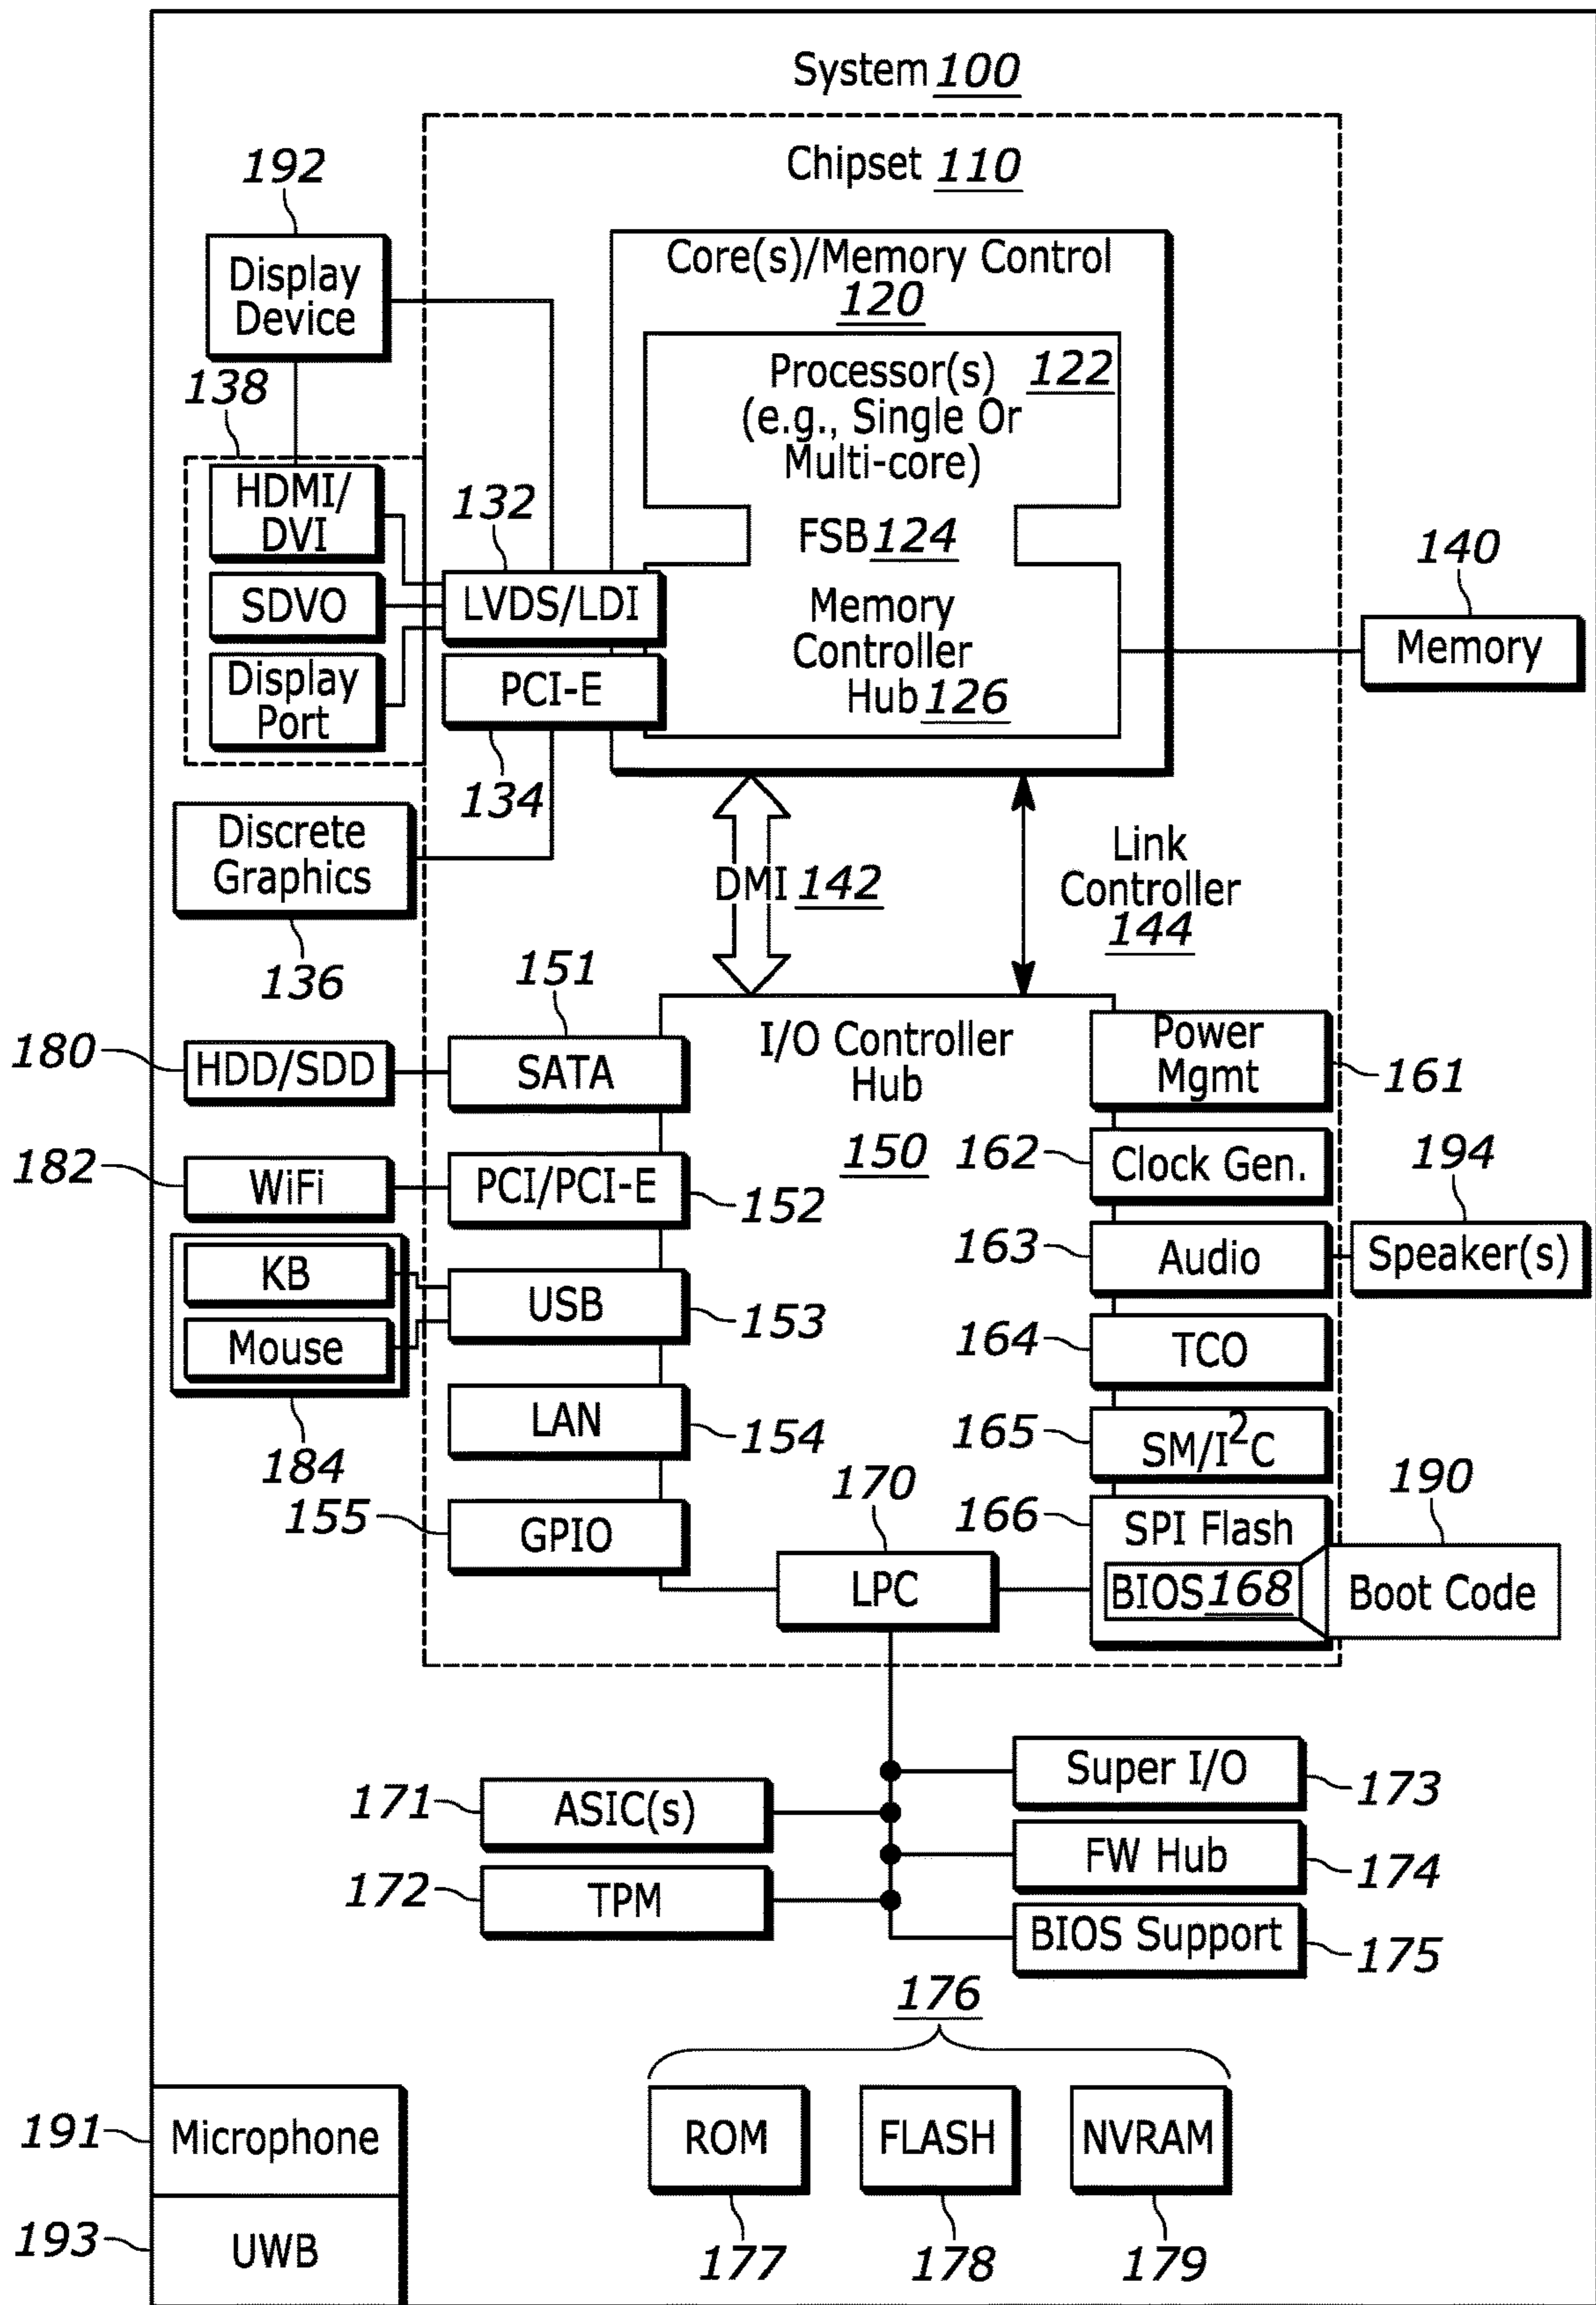 System 100
Chipset 110
192
Display
Device
Core(s)/Memory Control
120
Processor(s) 122
(e.g., Single Or
Multi-core)
138
HDMI/
DVI
SDVO
Display
Port
132
LVDS/LDI
PCI-E
134
FSB 124
Memory
Controller
Hub 126
140
Memory
Discrete
Graphics
136
DMI 142
Link
Controller
144
I/O Controller
Hub
150
151
180
HDD/SDD
SATA
182
WiFi
PCI/PCI-E
152
KB
Mouse
184
USB
153
LAN
154
155
GPIO
Power
Mgmt
161
162
Clock Gen.
163
Audio
194
Speaker(s)
164
TCO
165
SM/I²C
166
SPI Flash
BIOS 168
190
Boot Code
170
LPC
171
ASIC(s)
172
TPM
Super I/O
173
FW Hub
174
BIOS Support
175
176
ROM
FLASH
NVRAM
177
178
179
191
Microphone
193
UWB